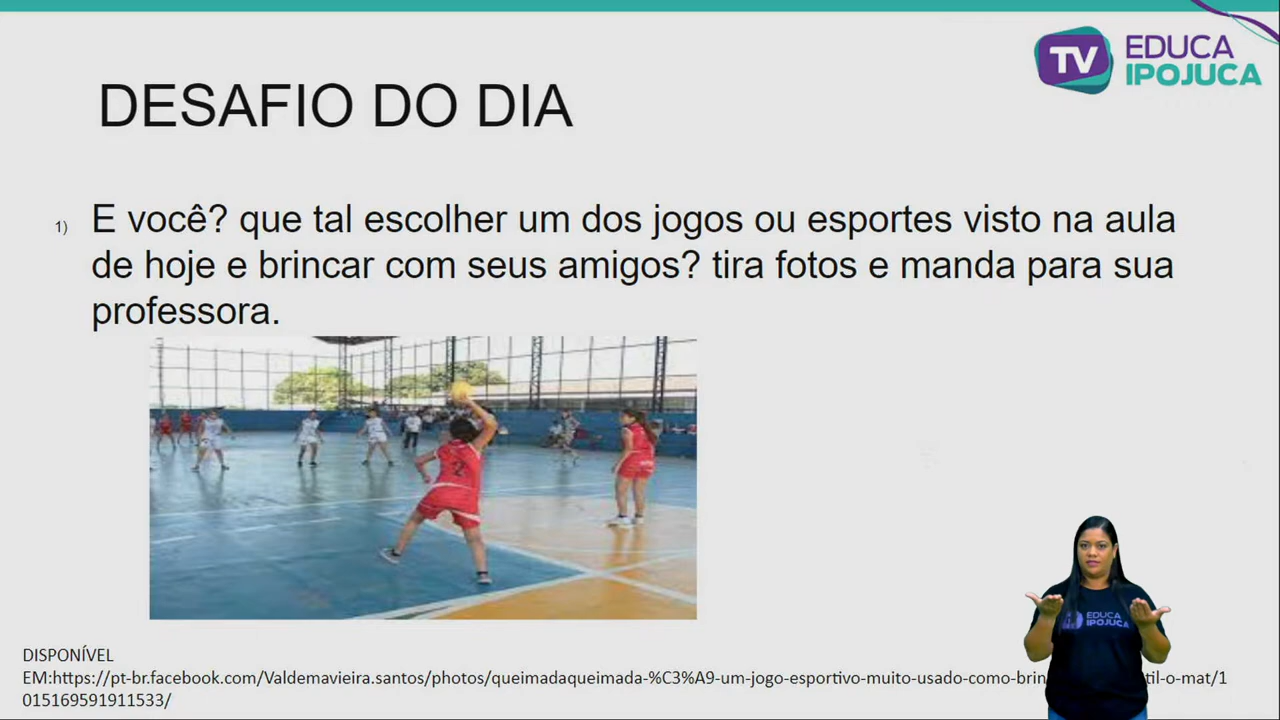 TV EDUCA
IPOJUCA
DESAFIO DO DIA
1) E você? que tal escolher um dos jogos ou esportes visto na aula
de hoje e brincar com seus amigos? tira fotos e manda para sua
professora.
2
EDUCA
IPOJUCA
DISPONÍVEL
EM:https://pt-br.facebook.com/Valdemavieira.santos/photos/queimadaqueimada-%C3%A9-um-jogo-esportivo-muito-usado-como-brin til-o-mat/1
015169591911533/